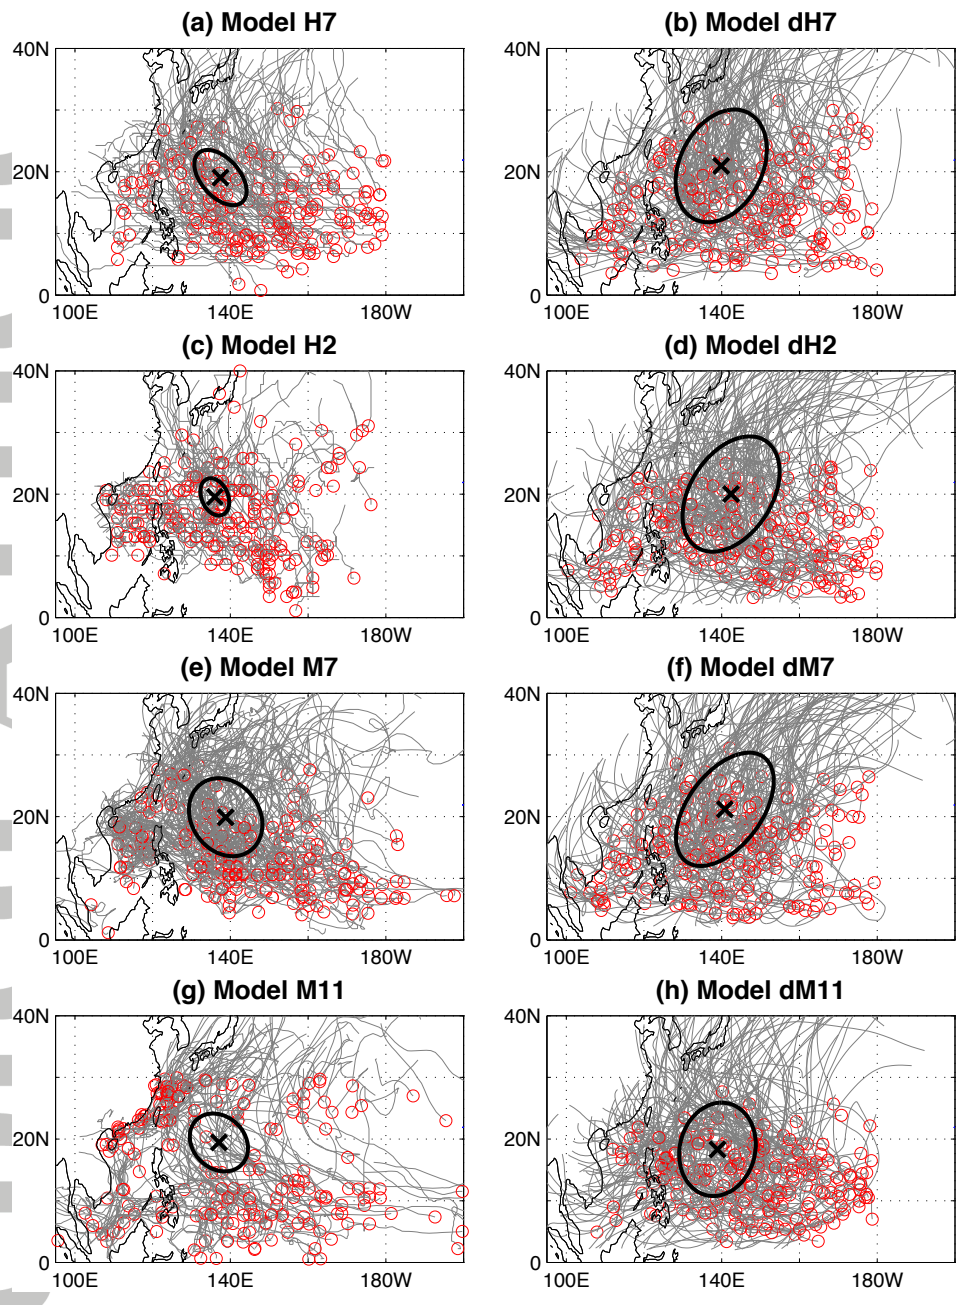 (a) Model H7 (b) Model dH7
40N 40N
20N 20N
0 0
100E 140E 180W 100E 140E 180W
(c) Model H2 (d) Model dH2
40N 40N
20N 20N
0 0
100E 140E 180W 100E 140E 180W
(e) Model M7 (f) Model dM7
40N 40N
20N 20N
0 0
100E 140E 180W 100E 140E 180W
(g) Model M11 (h) Model dM11
40N 40N
20N 20N
0 0
100E 140E 180W 100E 140E 180W